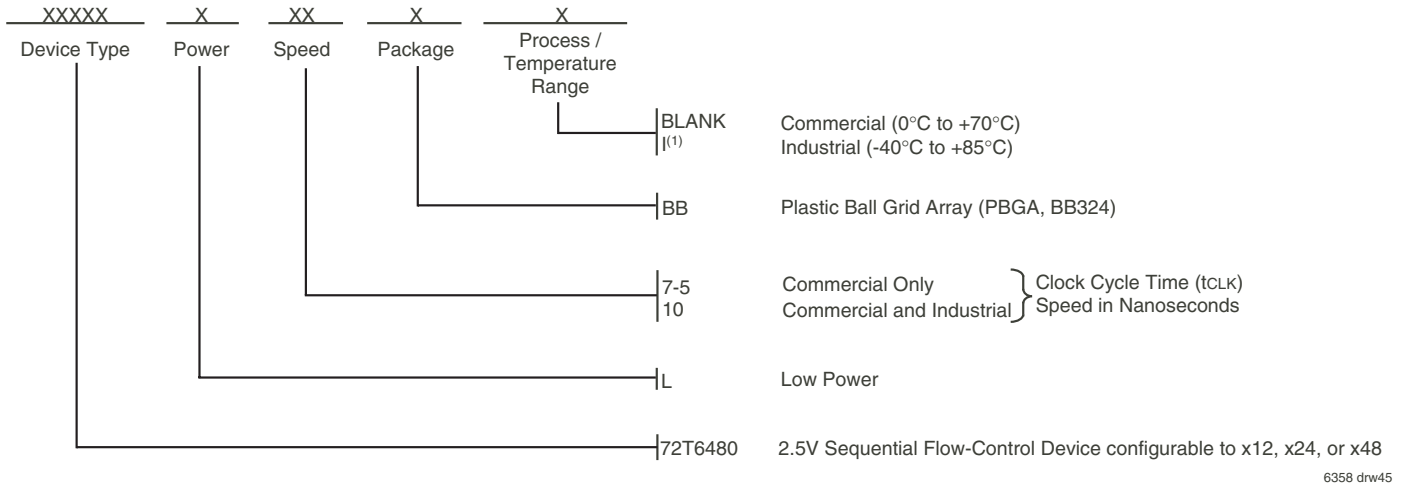 XXXXX X XX X X
Device Type Power Speed Package Process /
Temperature
Range
BLANK Commercial (0°C to +70°C)
I(1) Industrial (-40°C to +85°C)
BB Plastic Ball Grid Array (PBGA, BB324)
7-5 Commercial Only Clock Cycle Time (tCLK)
10 Commercial and Industrial Speed in Nanoseconds
L Low Power
72T6480 2.5V Sequential Flow-Control Device configurable to x12, x24, or x48
6358 drw45